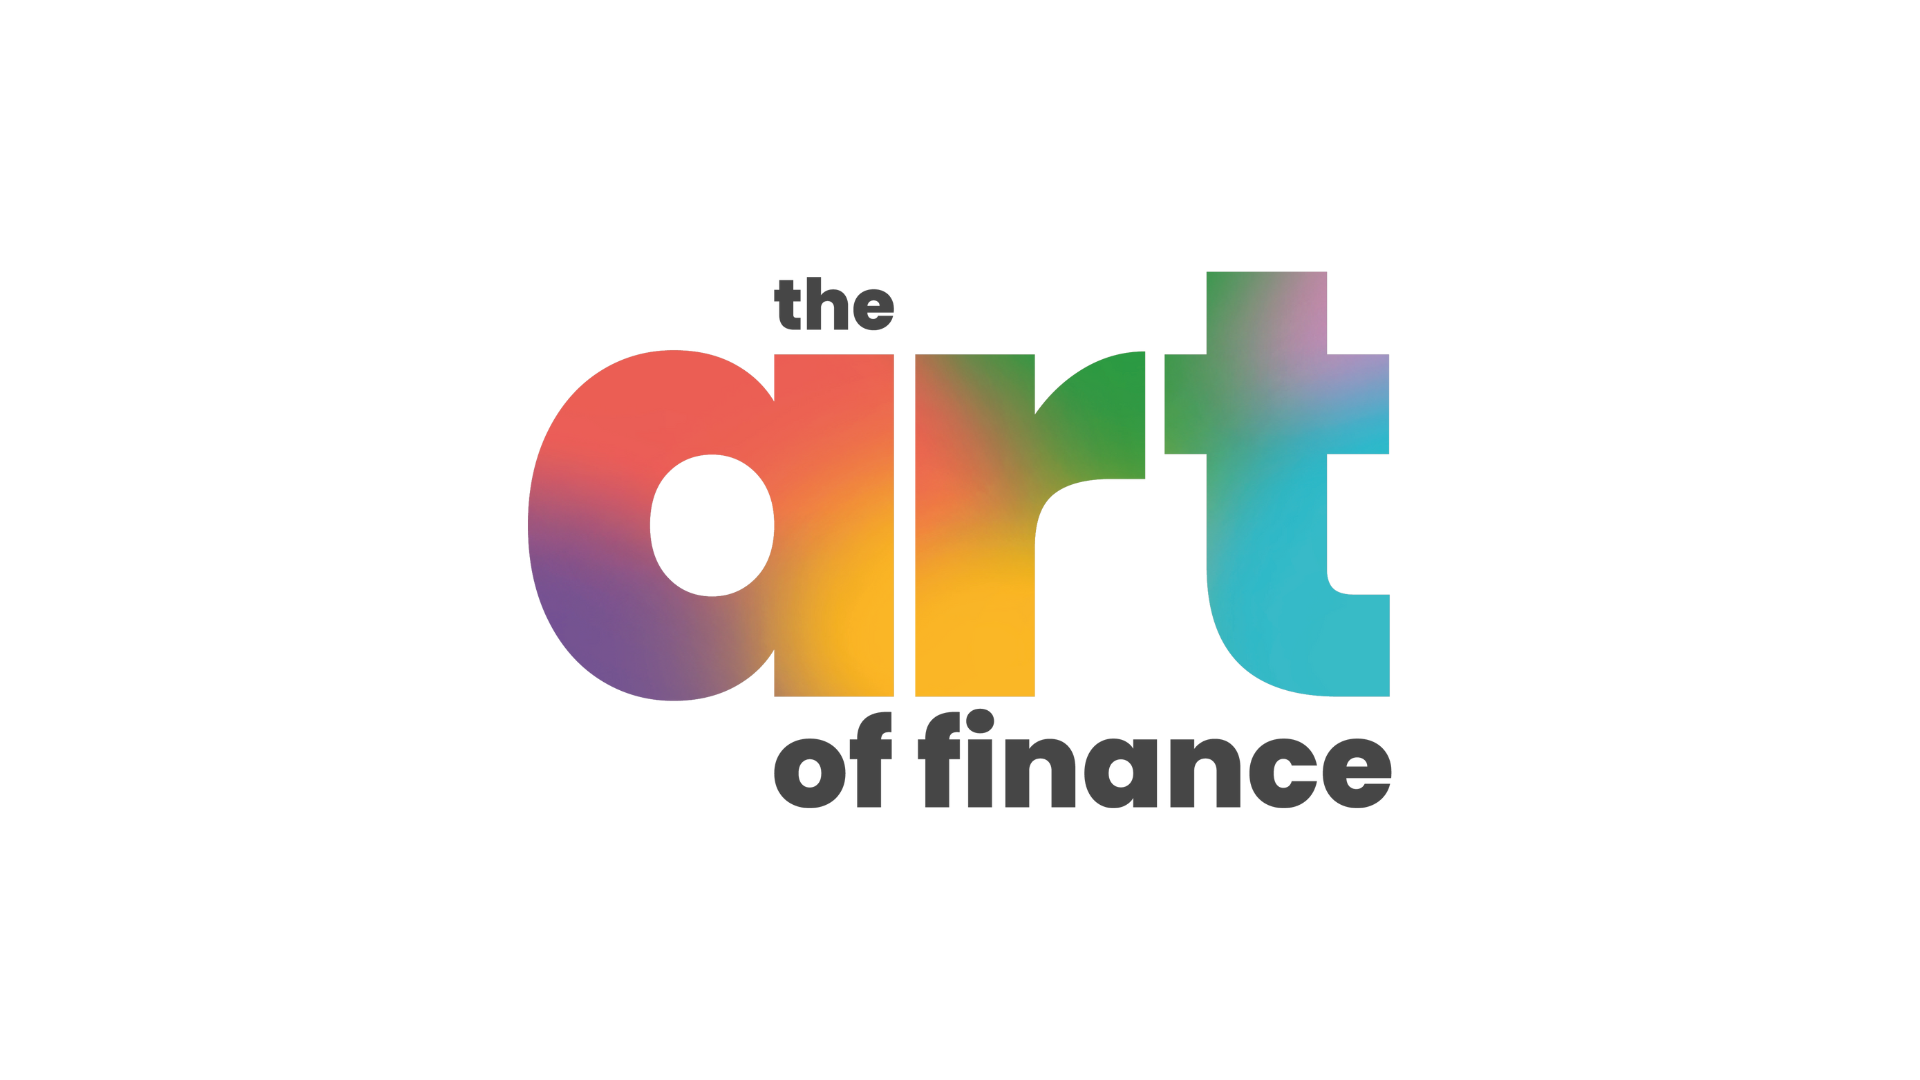 the
art
of finance